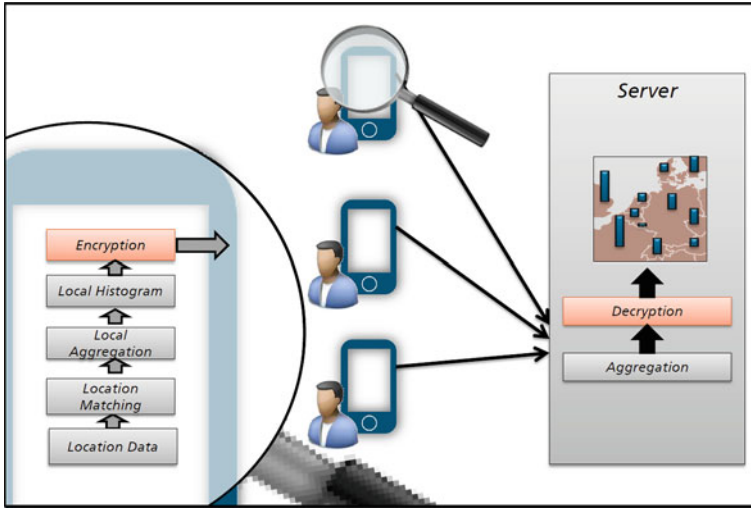 Encryption
Local Histogram
Local
Aggregation
Location
Matching
Location Data
Server
Decryption
Aggregation